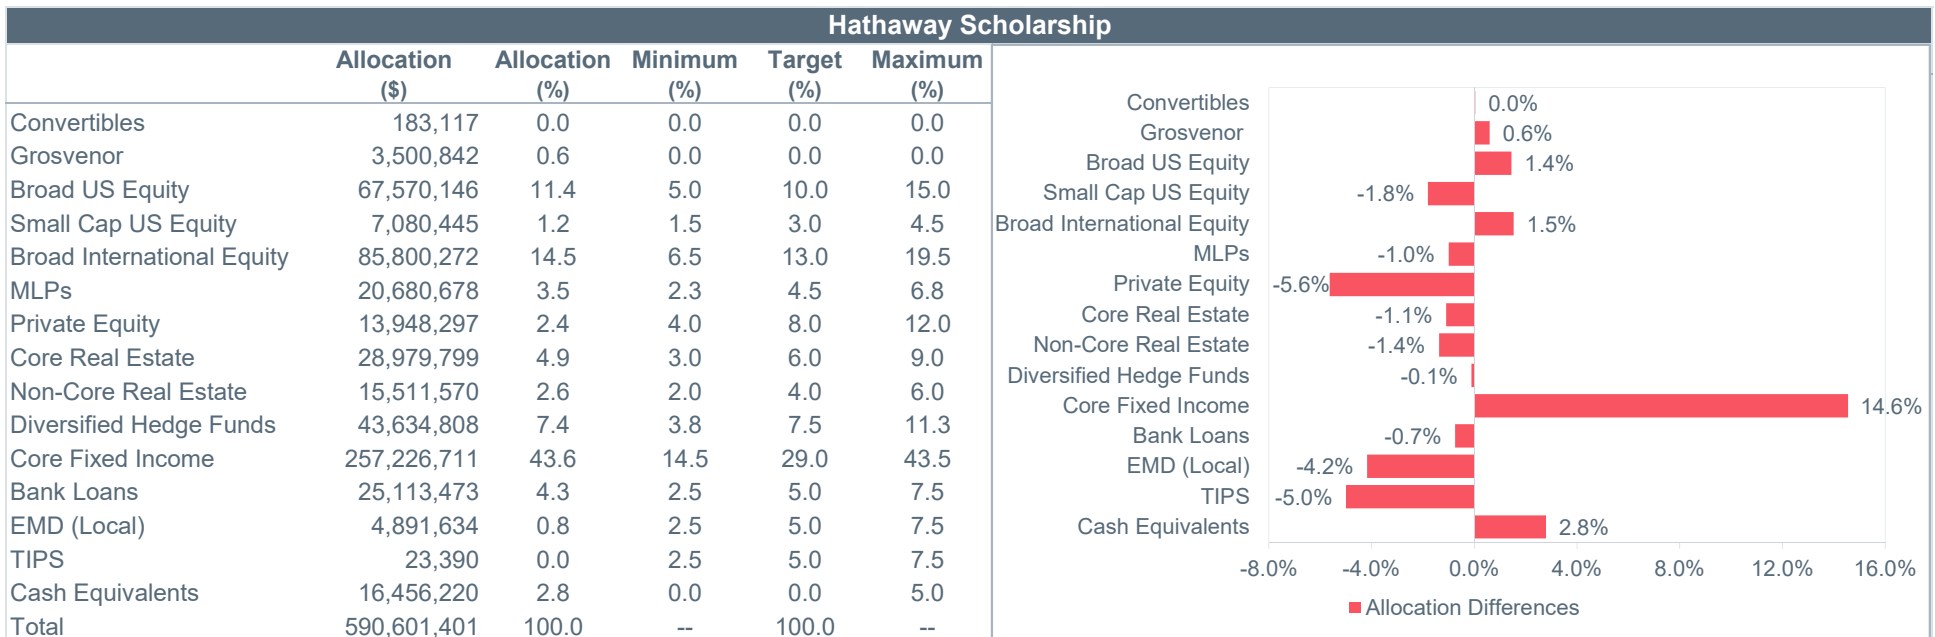 Hathaway Scholarship
Allocation Allocation Minimum Target Maximum
($) (%) (%) (%) (%)
Convertibles 183,117 0.0 0.0 0.0 0.0
Grosvenor 3,500,842 0.6 0.0 0.0 0.0
Broad US Equity 67,570,146 11.4 5.0 10.0 15.0
Small Cap US Equity 7,080,445 1.2 1.5 3.0 4.5
Broad International Equity 85,800,272 14.5 6.5 13.0 19.5
MLPs 20,680,678 3.5 2.3 4.5 6.8
Private Equity 13,948,297 2.4 4.0 8.0 12.0
Core Real Estate 28,979,799 4.9 3.0 6.0 9.0
Non-Core Real Estate 15,511,570 2.6 2.0 4.0 6.0
Diversified Hedge Funds 43,634,808 7.4 3.8 7.5 11.3
Core Fixed Income 257,226,711 43.6 14.5 29.0 43.5
Bank Loans 25,113,473 4.3 2.5 5.0 7.5
EMD (Local) 4,891,634 0.8 2.5 5.0 7.5
TIPS 23,390 0.0 2.5 5.0 7.5
Cash Equivalents 16,456,220 2.8 0.0 0.0 5.0
Total 590,601,401 100.0 -- 100.0 --
Convertibles 0.0%
Grosvenor 0.6%
Broad US Equity 1.4%
Small Cap US Equity -1.8%
Broad International Equity 1.5%
MLPs -1.0%
Private Equity -5.6%
Core Real Estate -1.1%
Non-Core Real Estate -1.4%
Diversified Hedge Funds -0.1%
Core Fixed Income 14.6%
Bank Loans -0.7%
EMD (Local) -4.2%
TIPS -5.0%
Cash Equivalents 2.8%
-8.0% -4.0% 0.0% 4.0% 8.0% 12.0% 16.0%
Allocation Differences